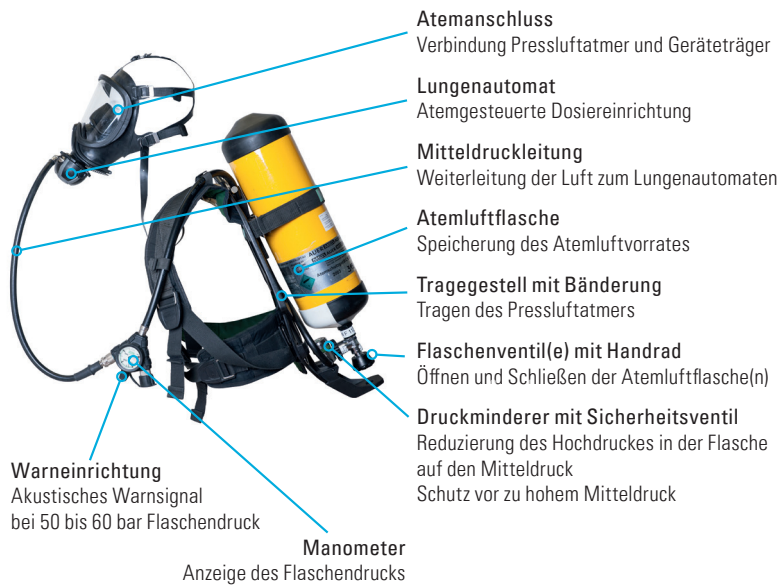 Atemanschluss
Verbindung Pressluftatmer und Geräteträger
Lungenautomat
Atemgesteuerte Dosiereinrichtung
Mitteldruckleitung
Weiterleitung der Luft zum Lungenautomaten
Atemluftflasche
Speicherung des Atemluftvorrates
Tragegestell mit Bänderung
Tragen des Pressluftatmers
Flaschenventil(e) mit Handrad
Öffnen und Schließen der Atemluftflasche(n)
Druckminderer mit Sicherheitsventil
Reduzierung des Hochdruckes in der Flasche
auf den Mitteldruck
Schutz vor zu hohem Mitteldruck
Warneinrichtung
Akustisches Warnsignal
bei 50 bis 60 bar Flaschendruck
Manometer
Anzeige des Flaschendrucks